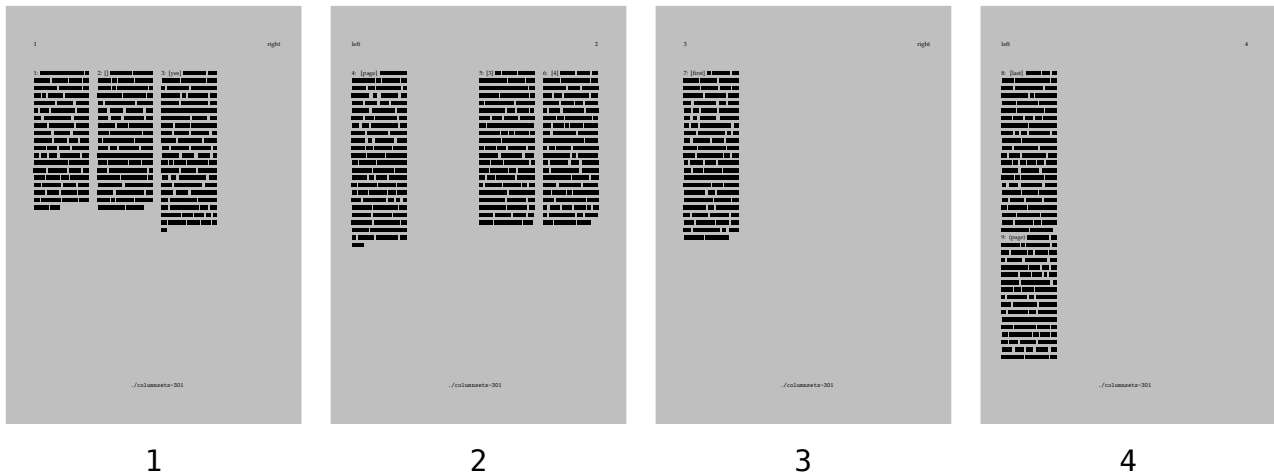 1 right
1:
2: []
3: [yes]
./columnsets-301
left 2
4: [page]
5: [3]
6: [4]
./columnsets-301
3 right
7: [first]
./columnsets-301
left 4
8: [last]
9: [page]
./columnsets-301
1 2 3 4